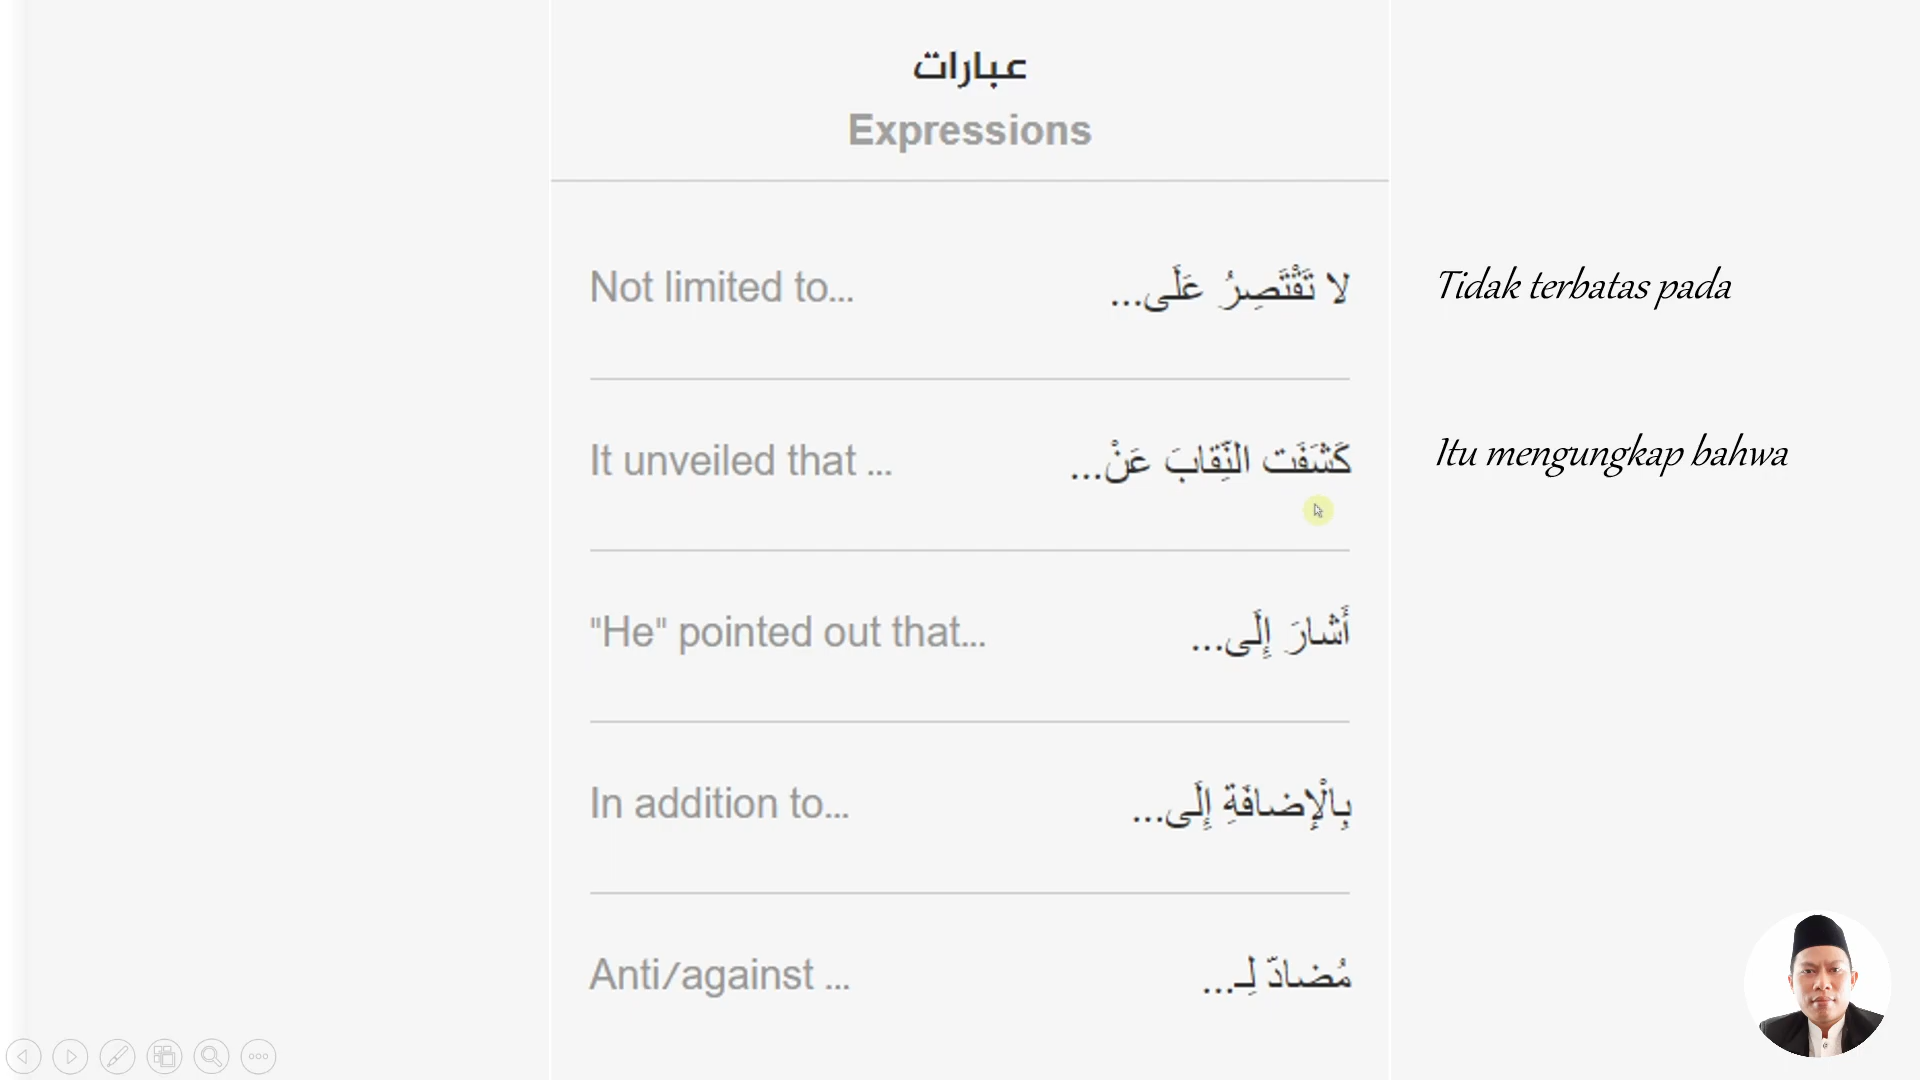 عبارات
Expressions
Not limited to... لا تَقْتَصِرُ عَلَى... Tidak terbatas pada
It unveiled that ... كَشَفَت النِّقابَ عَنْ... Itu mengungkap bahwa
"He" pointed out that... أَشارَ إِلَى...
In addition to... بِالْإِضافَةِ إِلَى...
Anti/against ... مُضادّ لِـ...